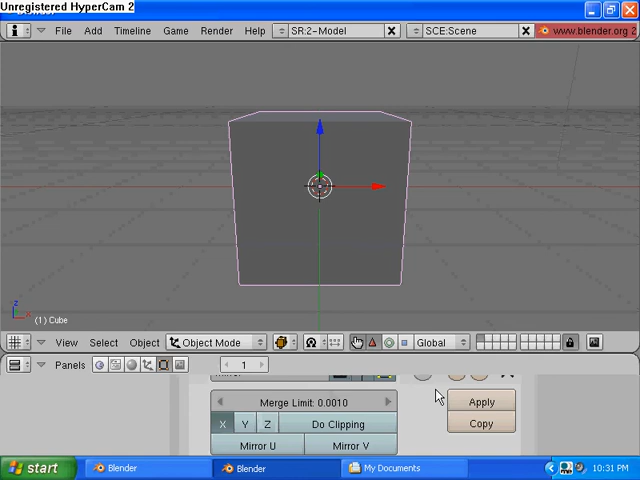 Unregistered HyperCam 2
File Add Timeline Game Render Help SR:2-Model SCE:Scene www.blender.org 2
z
x
(1) Cube
View Select Object Object Mode Global
Panels 1
Merge Limit: 0.0010 Apply
X Y Z Do Clipping Copy
Mirror U Mirror V
start Blender Blender My Documents 10:31 PM